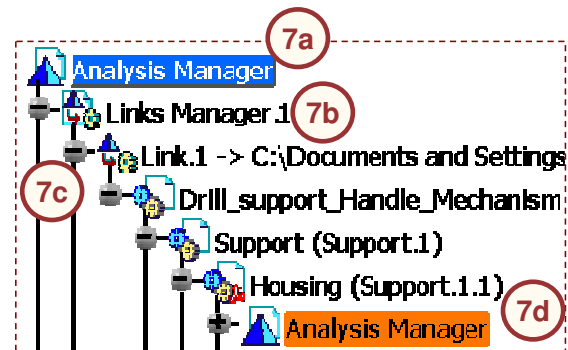 7a
Analysis Manager
Links Manager.1
7b
Link.1 -> C:\Documents and Settings
7c
Drill_support_Handle_Mechanism
Support (Support.1)
Housing (Support.1.1)
7d
Analysis Manager